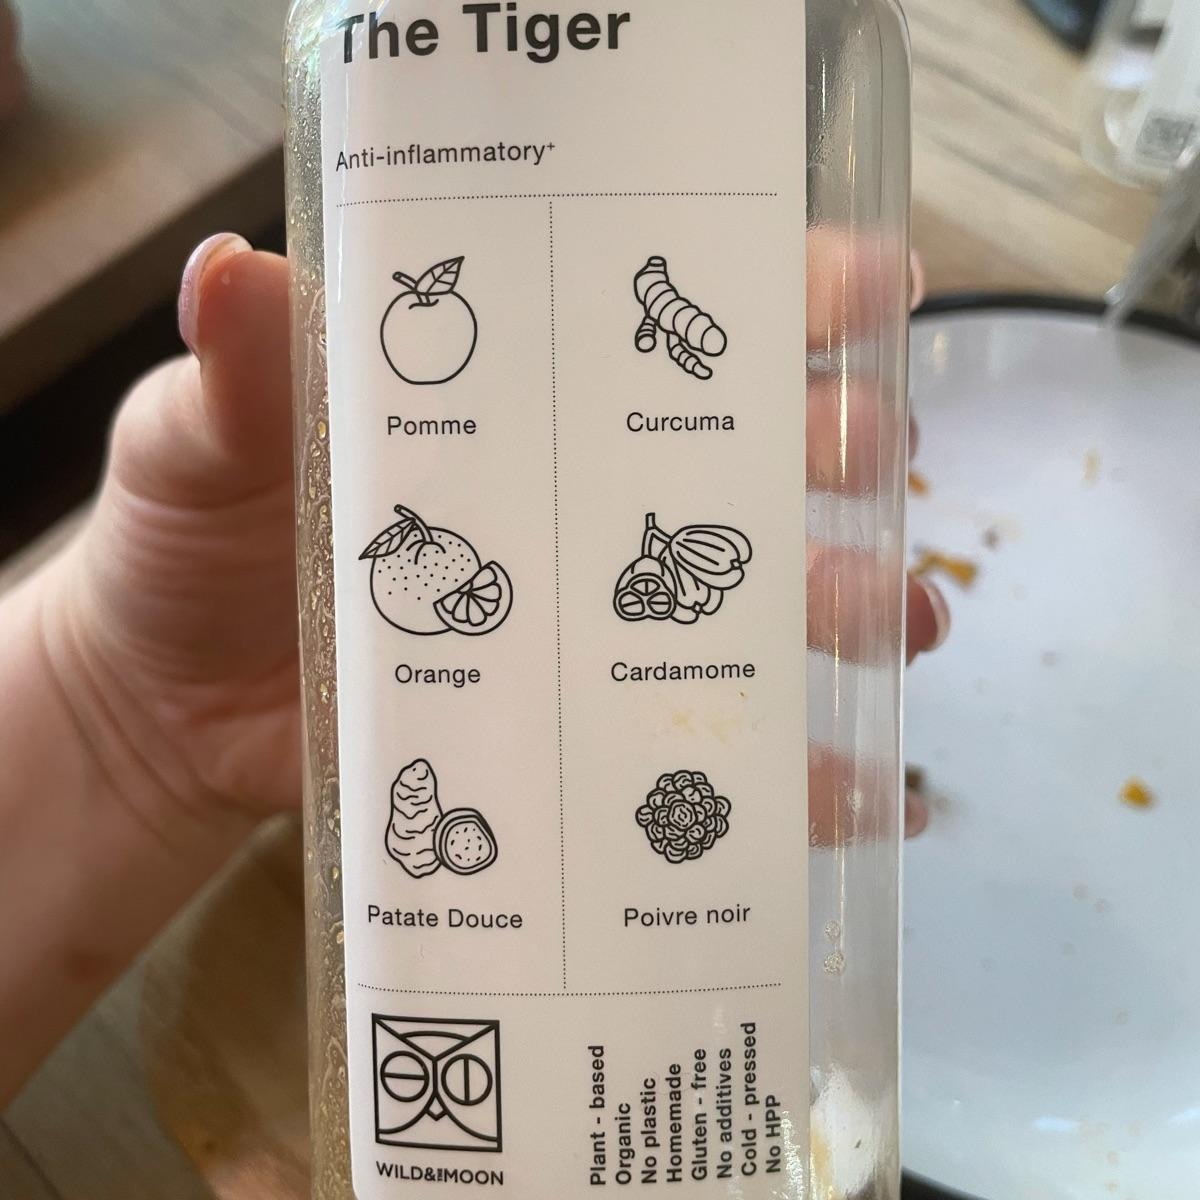 The Tiger
Anti-inflammatory+
Pomme
Curcuma
Orange
Cardamome
Patate Douce
Poivre noir
WILD&THEMOON
Plant - based
Organic
No plastic
Homemade
Gluten - free
No additives
Cold - pressed
No HPP